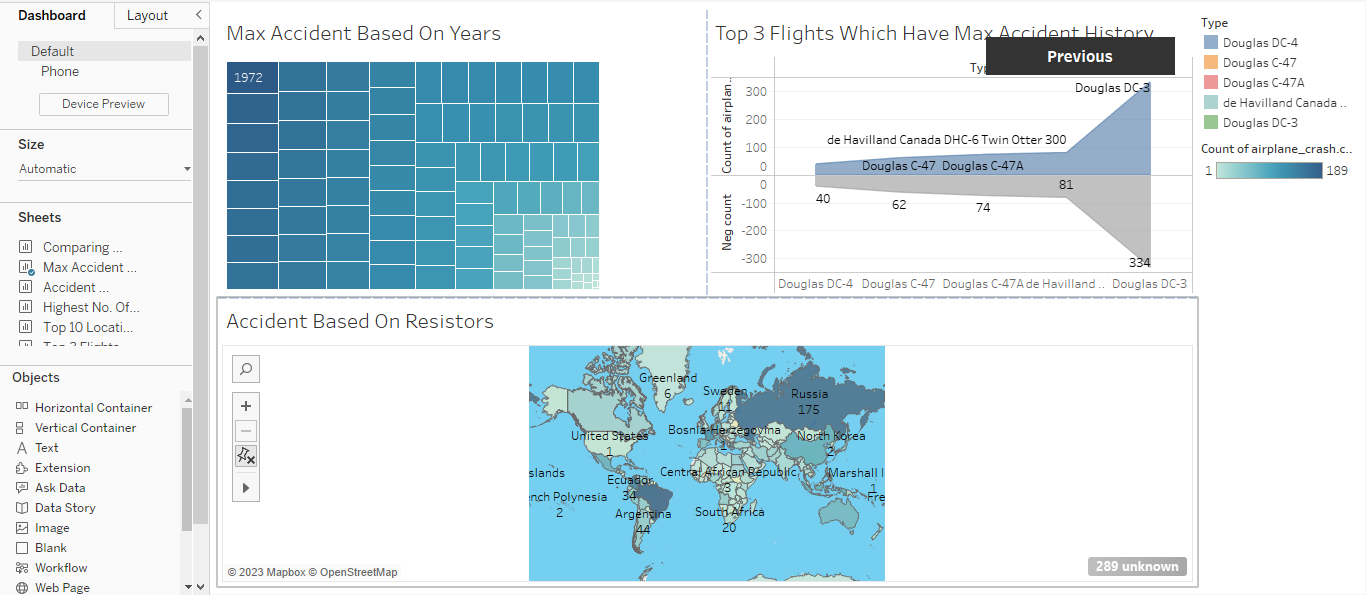 Dashboard
Layout
Default
Phone
Device Preview
Size
Automatic
Sheets
Comparing ...
Max Accident ...
Accident ...
Highest No. Of...
Top 10 Locati...
Objects
Horizontal Container
Vertical Container
Text
Extension
Ask Data
Data Story
Image
Blank
Workflow
Web Page
Max Accident Based On Years
1972
Top 3 Flights Which Have Max Accident History
Previous
Count of airplan..
300
200
100
0
Douglas DC-3
de Havilland Canada DHC-6 Twin Otter 300
Douglas C-47
Douglas C-47A
Neg count
0
-100
-200
-300
40
62
74
81
334
Douglas DC-4
Douglas C-47
Douglas C-47A
de Havilland ..
Douglas DC-3
Type
Douglas DC-4
Douglas C-47
Douglas C-47A
de Havilland Canada ..
Douglas DC-3
Count of airplane_crash.c...
1
189
Accident Based On Resistors
Greenland
6
Sweden
11
Russia
175
United States
1
Bosnia-Herzegovina
1
North Korea
2
slands
Ecuador
34
Central African Republic
3
Marshall I
1
nch Polynesia
2
Fre
Argentina
44
South Africa
20
© 2023 Mapbox © OpenStreetMap
289 unknown